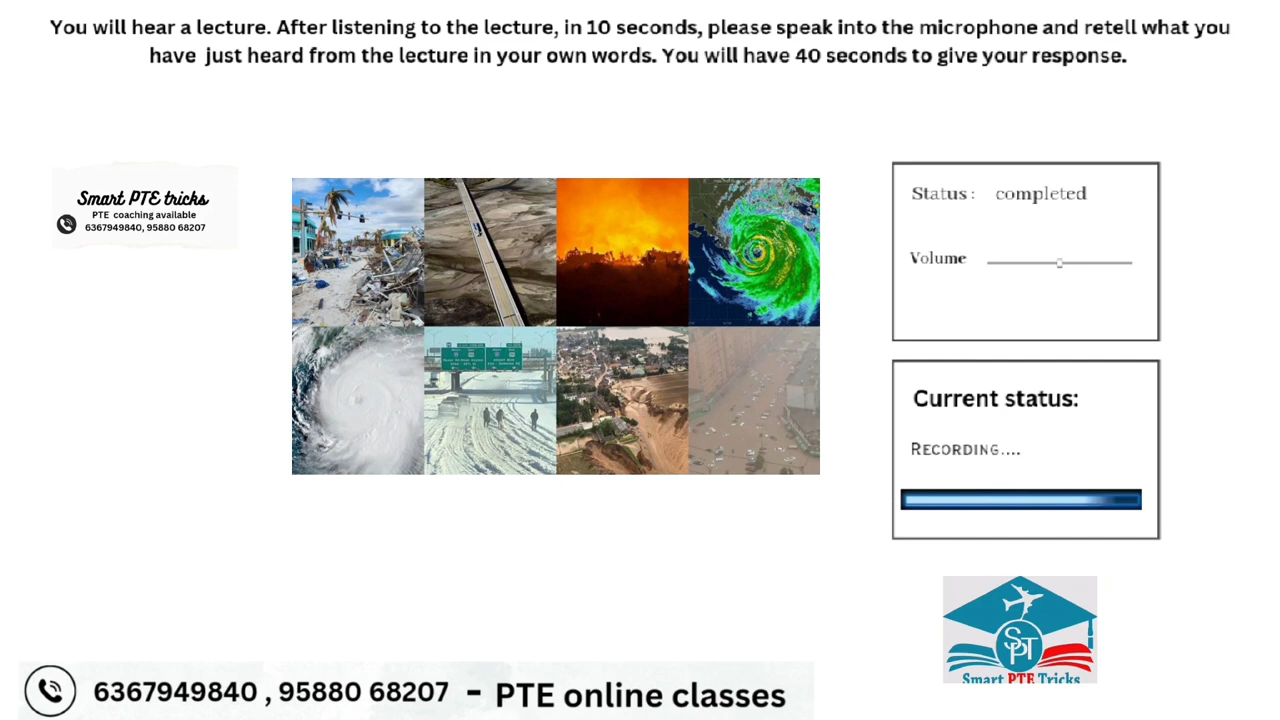 You will hear a lecture. After listening to the lecture, in 10 seconds, please speak into the microphone and retell what you
have just heard from the lecture in your own words. You will have 40 seconds to give your response.
Smart PTE tricks
PTE coaching available
6367949840, 95880 68207
Status: completed
Volume
Current status:
RECORDING....
SPT
Smart PTE Tricks
6367949840 , 95880 68207 - PTE online classes